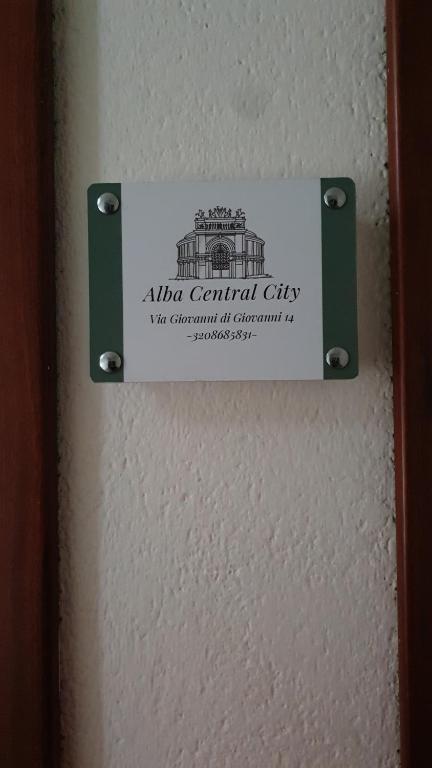 Alba Central City
Via Giovanni di Giovanni 14
-3208685831-